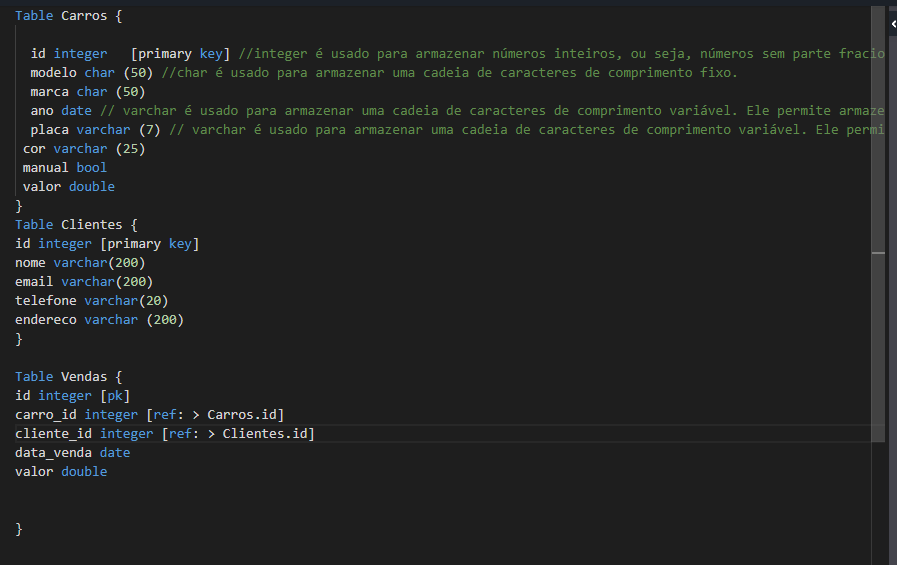 Table Carros {
id integer [primary key] //integer é usado para armazenar números inteiros, ou seja, números sem parte fracio
modelo char (50) //char é usado para armazenar uma cadeia de caracteres de comprimento fixo.
marca char (50)
ano date // varchar é usado para armazenar uma cadeia de caracteres de comprimento variável. Ele permite armaze
placa varchar (7) // varchar é usado para armazenar uma cadeia de caracteres de comprimento variável. Ele permi
cor varchar (25)
manual bool
valor double
}
Table Clientes {
id integer [primary key]
nome varchar(200)
email varchar(200)
telefone varchar(20)
endereco varchar (200)
}
Table Vendas {
id integer [pk]
carro_id integer [ref: > Carros.id]
cliente_id integer [ref: > Clientes.id]
data_venda date
valor double
}